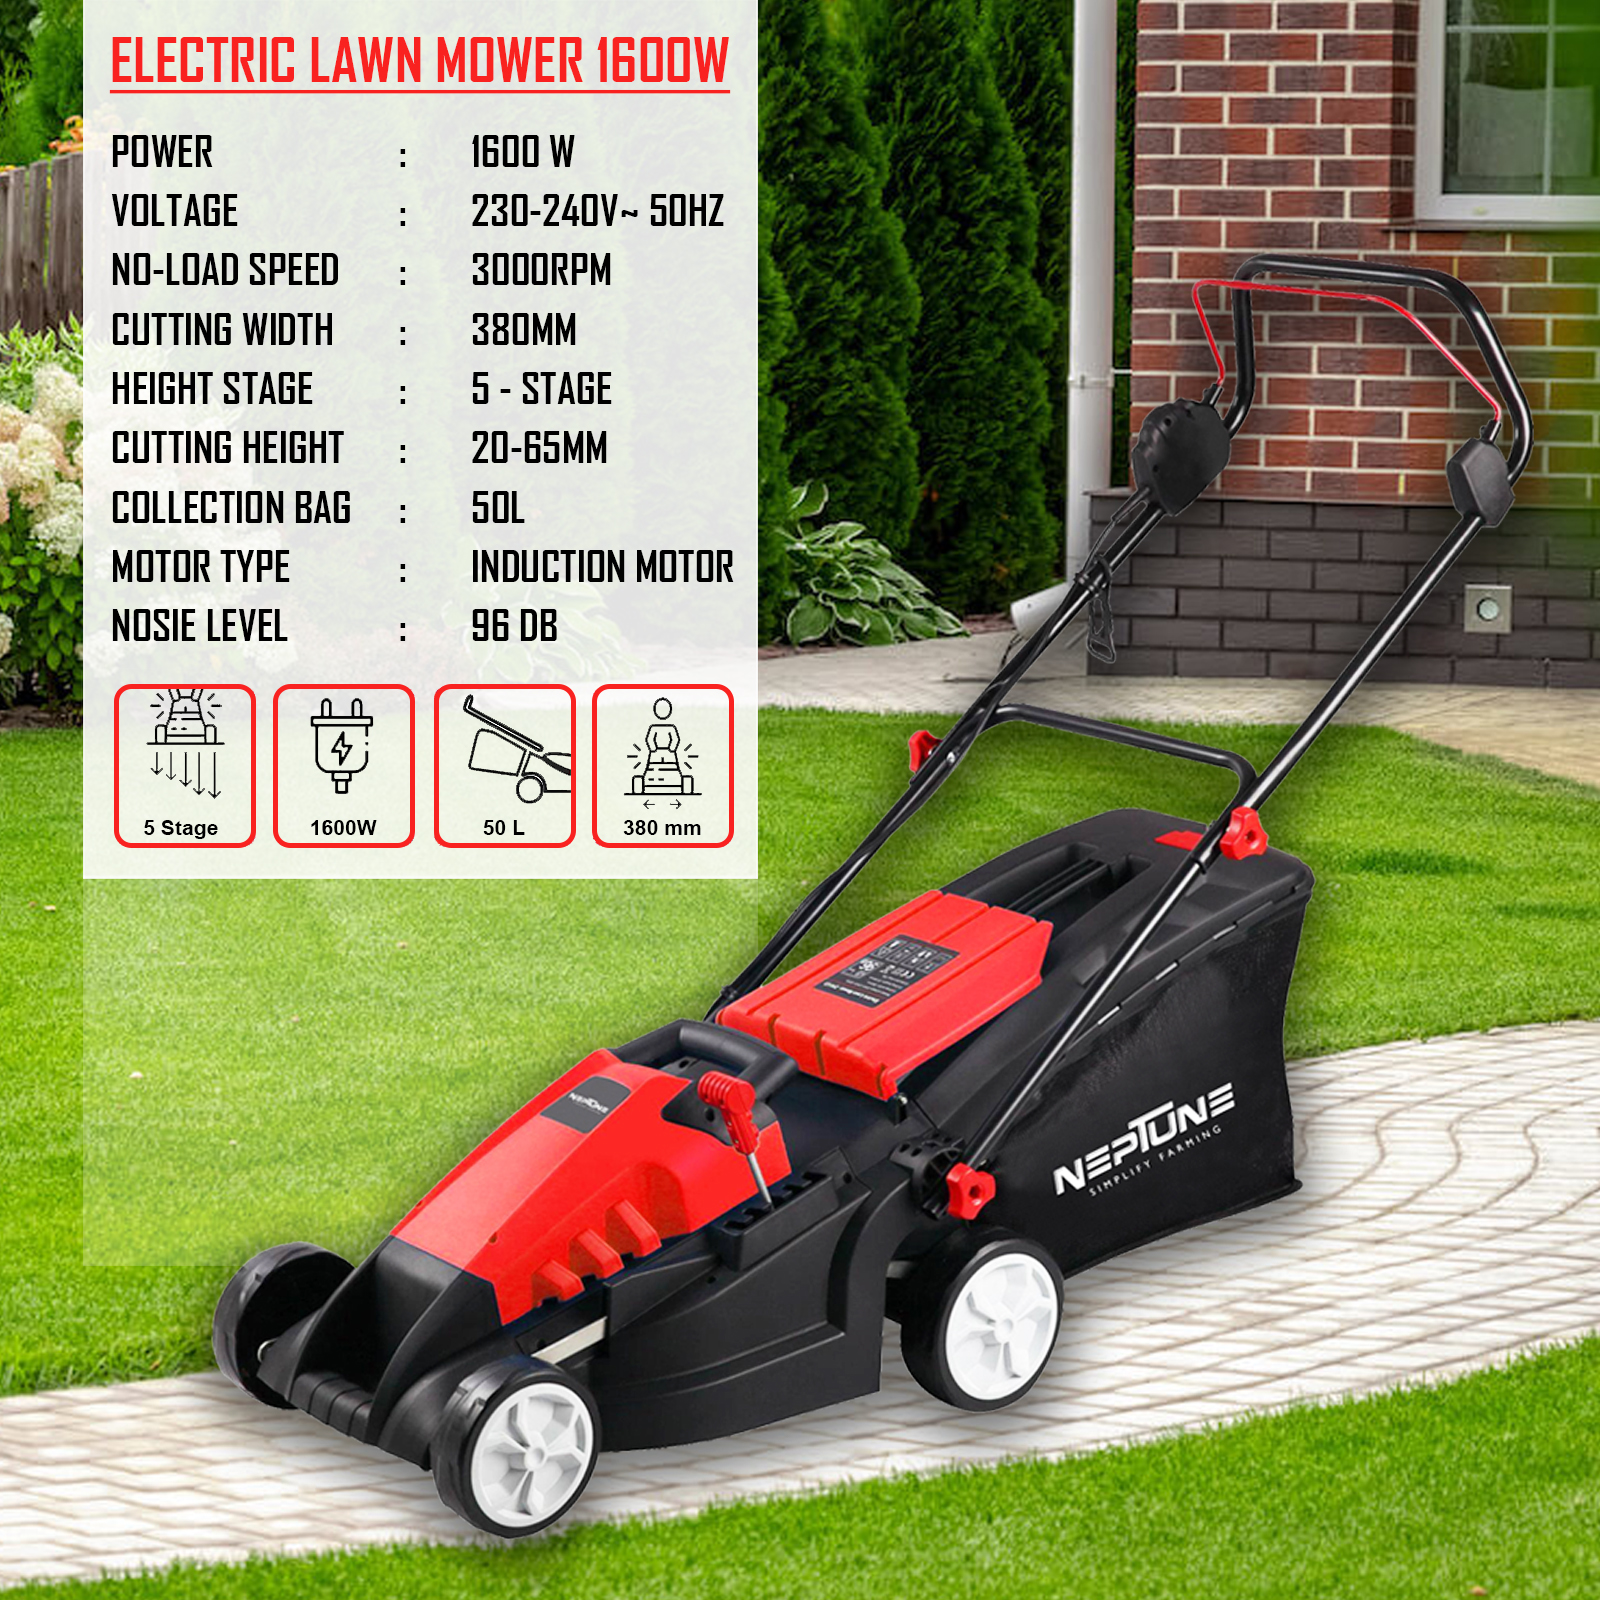 ELECTRIC LAWN MOWER 1600W
POWER : 1600 W
VOLTAGE : 230-240V~ 50HZ
NO-LOAD SPEED : 3000RPM
CUTTING WIDTH : 380MM
HEIGHT STAGE : 5 - STAGE
CUTTING HEIGHT : 20-65MM
COLLECTION BAG : 50L
MOTOR TYPE : INDUCTION MOTOR
NOSIE LEVEL : 96 DB
5 Stage
1600W
50 L
380 mm
NEPTUNE
NEPTUNE
SIMPLIFY FARMING